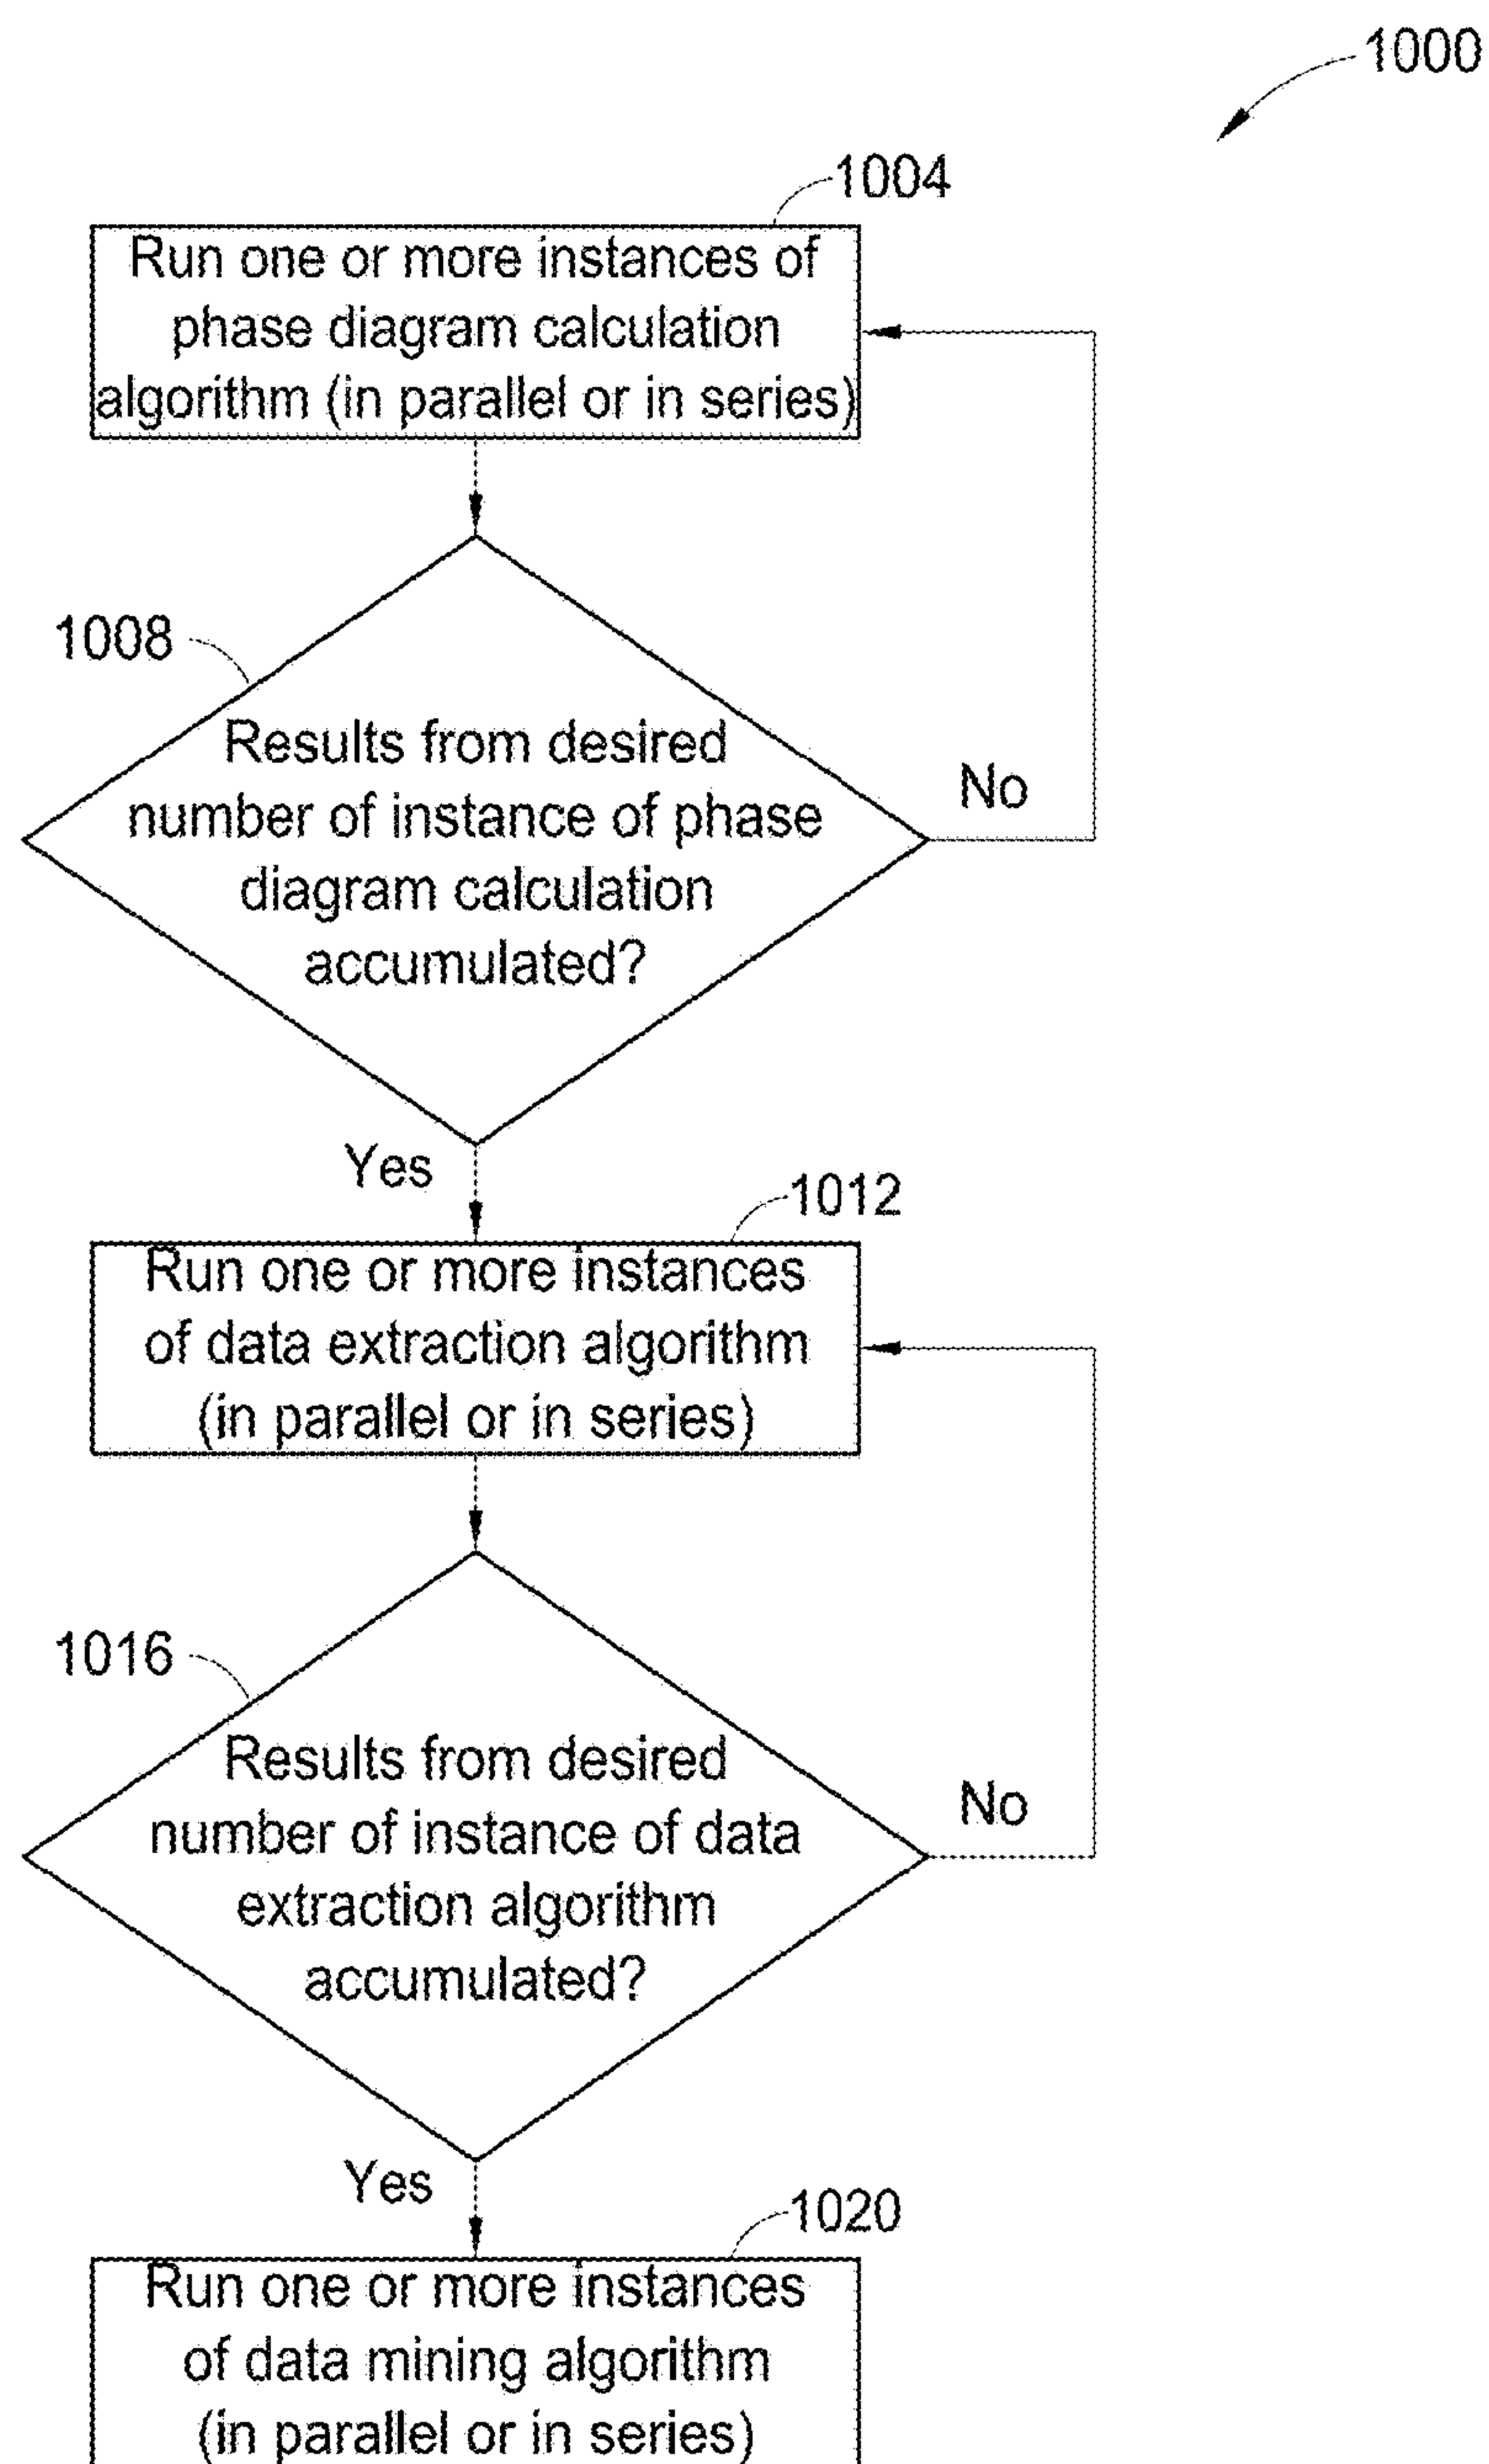 1000
1004
Run one or more instances of
phase diagram calculation
algorithm (in parallel or in series)
1008
Results from desired
number of instance of phase
diagram calculation
accumulated?
No
Yes
1012
Run one or more instances
of data extraction algorithm
(in parallel or in series)
1016
Results from desired
number of instance of data
extraction algorithm
accumulated?
No
Yes
1020
Run one or more instances
of data mining algorithm
(in parallel or in series)